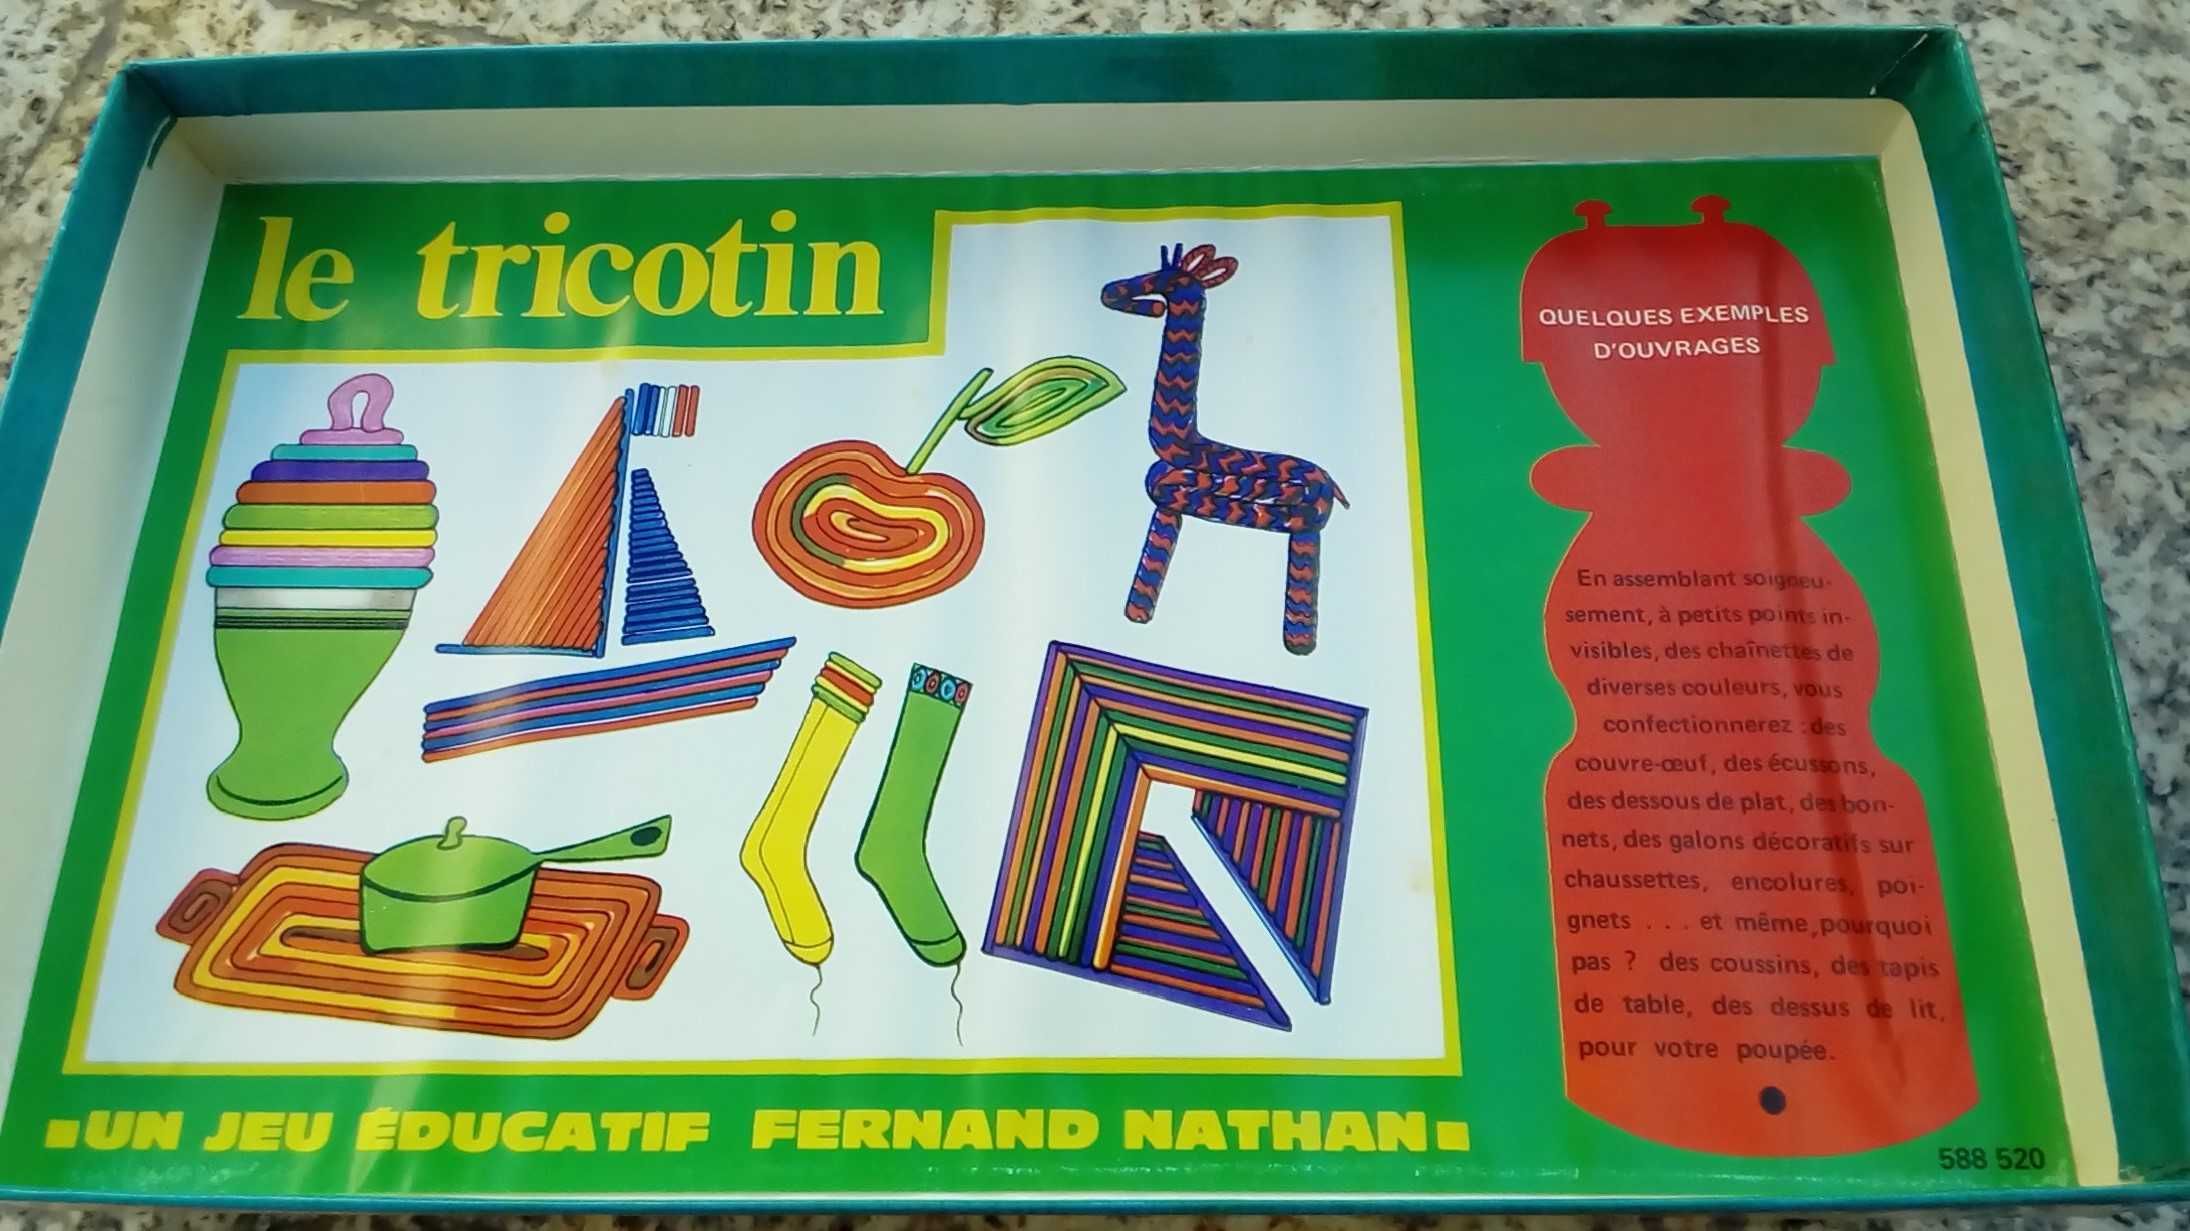 le tricotin
QUELQUES EXEMPLES
D'OUVRAGES
En assemblant soigneu-
sement, à petits points in-
visibles, des chaînettes de
diverses couleurs, vous
confectionnerez : des
couvre-œuf, des écussons,
des dessous de plat, des bon-
nets, des galons décoratifs sur
chaussettes, encolures, poi-
gnets . . . et même, pourquoi
pas ? des coussins, des tapis
de table, des dessus de lit,
pour votre poupée.
UN JEU ÉDUCATIF FERNAND NATHAN
588 520